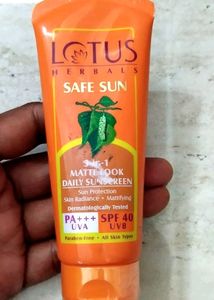 LOTUS
HERBALS
SAFE SUN
3-in-1
MATTE LOOK
DAILY SUNSCREEN
Sun Protection
Skin Radiance • Mattifying
Dermatologically Tested
PA+++
UVA
SPF 40
UVB
Paraben Free • All Skin Types